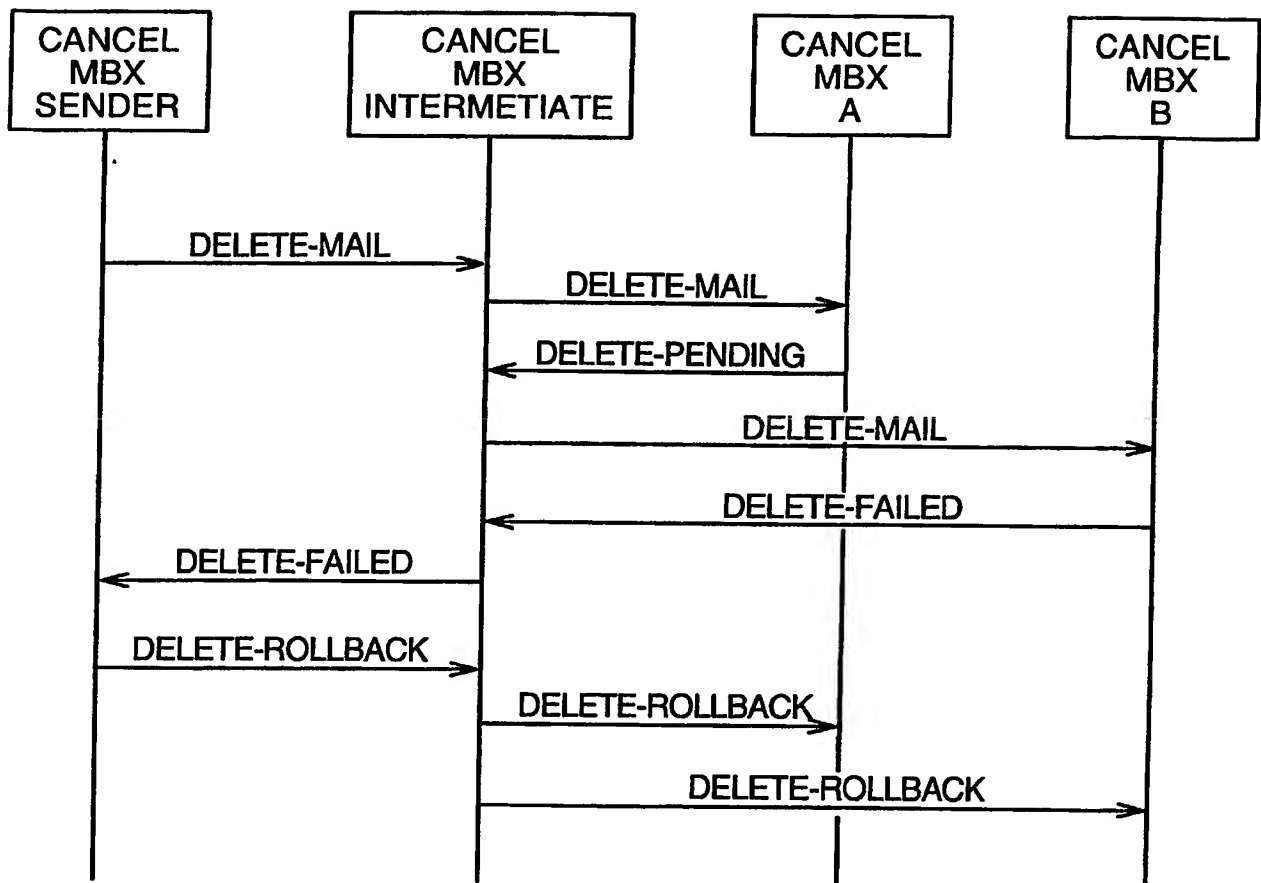 CANCEL
MBX
SENDER
CANCEL
MBX
INTERMETIATE
CANCEL
MBX
A
CANCEL
MBX
B
DELETE-MAIL
DELETE-MAIL
DELETE-PENDING
DELETE-MAIL
DELETE-FAILED
DELETE-FAILED
DELETE-ROLLBACK
DELETE-ROLLBACK
DELETE-ROLLBACK